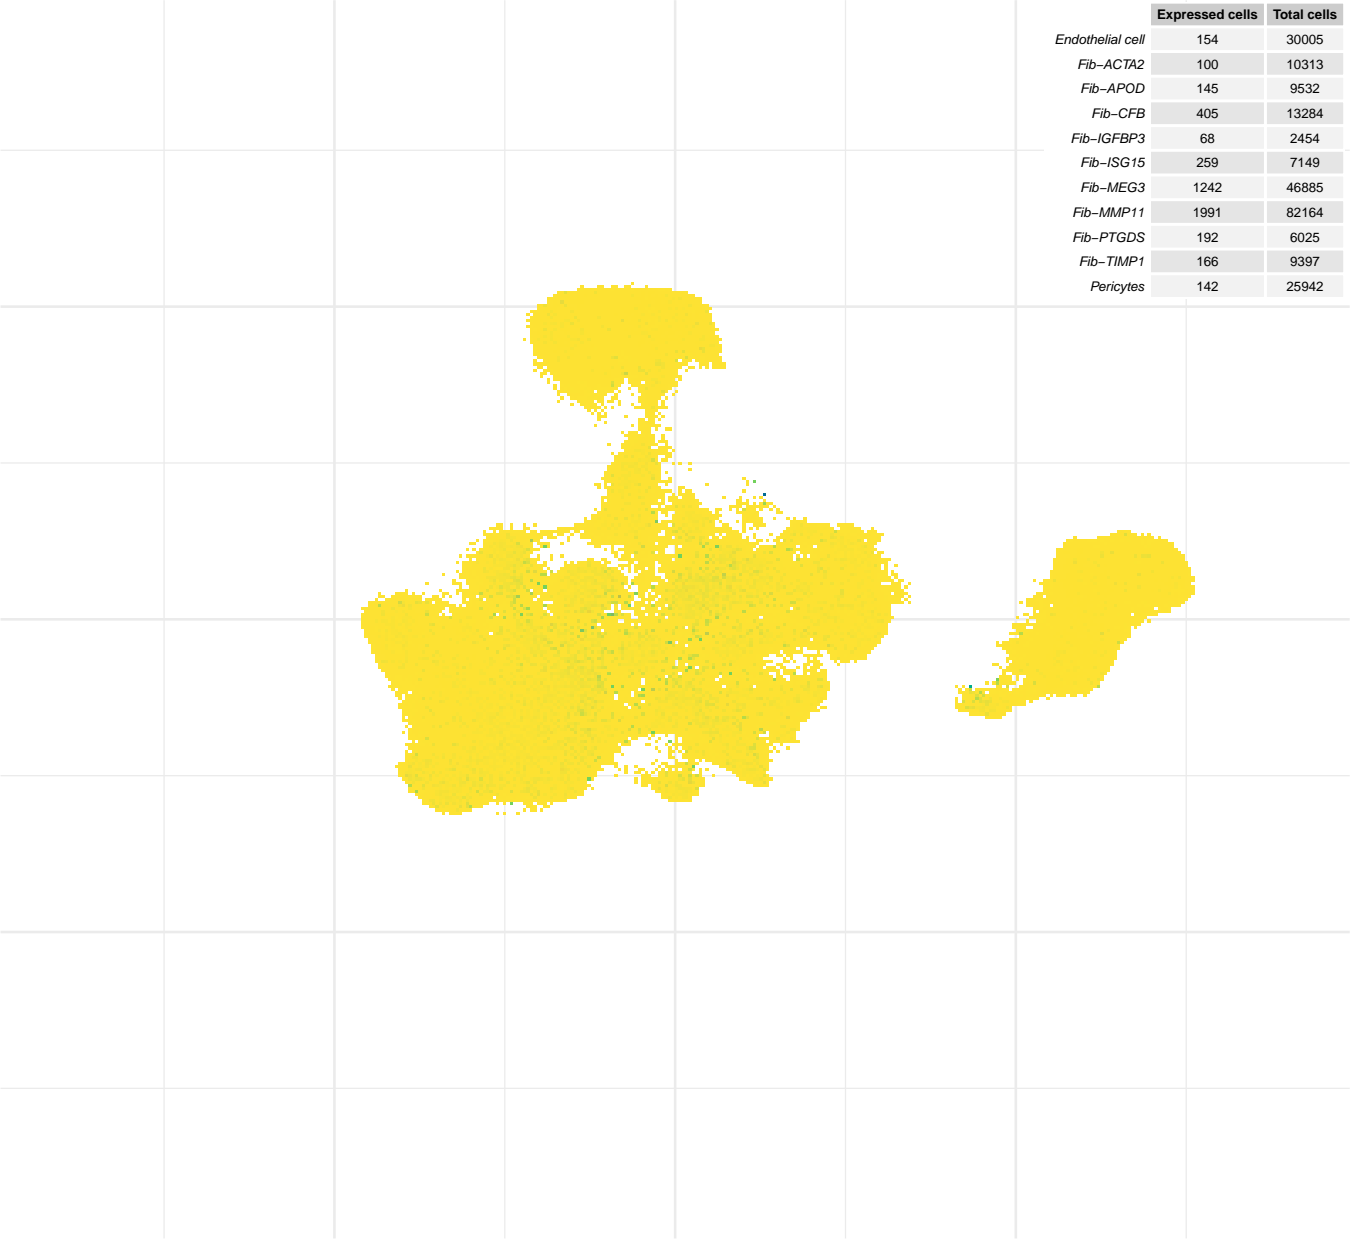 Expressed cells Total cells
Endothelial cell 154 30005
Fib−ACTA2 100 10313
Fib−APOD 145 9532
Fib−CFB 405 13284
Fib−IGFBP3 68 2454
Fib−ISG15 259 7149
Fib−MEG3 1242 46885
Fib−MMP11 1991 82164
Fib−PTGDS 192 6025
Fib−TIMP1 166 9397
Pericytes 142 25942